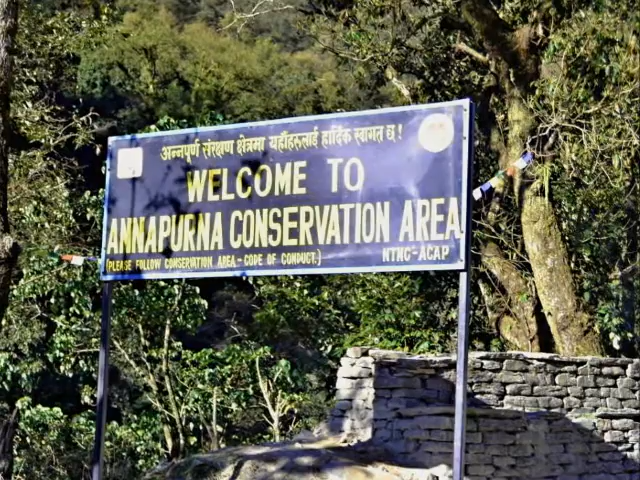 अन्नपूर्ण संरक्षण क्षेत्रमा यहाँहरुलाई हार्दिक स्वागत छ !
WELCOME TO
ANNAPURNA CONSERVATION AREA
(PLEASE FOLLOW CONSERVATION AREA - CODE OF CONDUCT.)
NTNC-ACAP